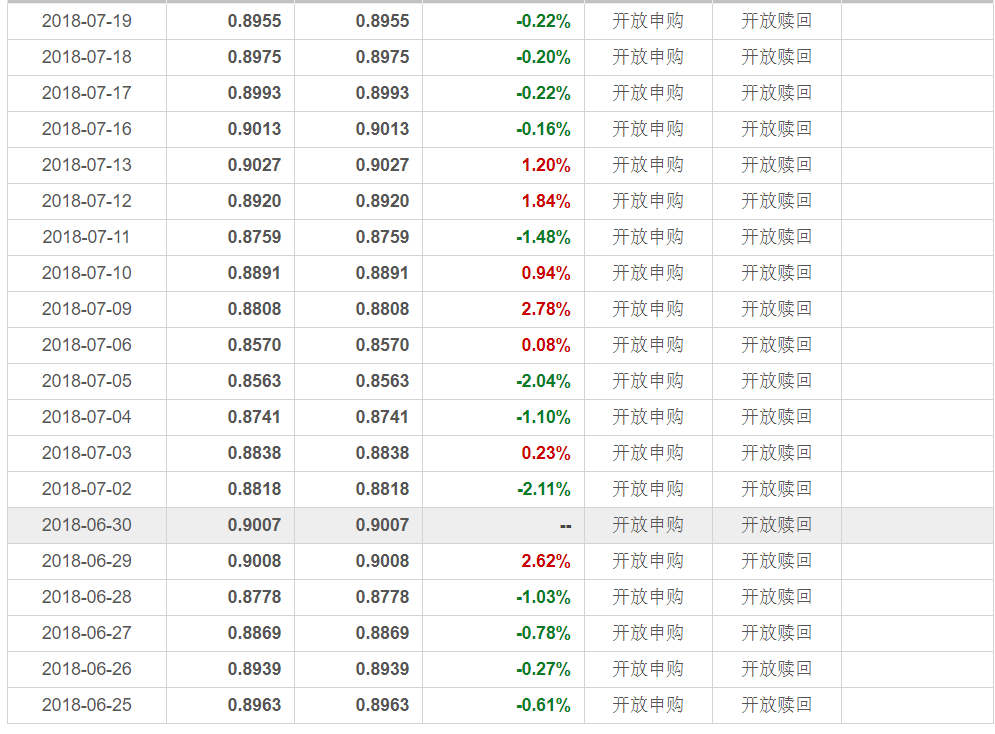 2018-07-19 0.8955 0.8955 -0.22% 开放申购 开放赎回
2018-07-18 0.8975 0.8975 -0.20% 开放申购 开放赎回
2018-07-17 0.8993 0.8993 -0.22% 开放申购 开放赎回
2018-07-16 0.9013 0.9013 -0.16% 开放申购 开放赎回
2018-07-13 0.9027 0.9027 1.20% 开放申购 开放赎回
2018-07-12 0.8920 0.8920 1.84% 开放申购 开放赎回
2018-07-11 0.8759 0.8759 -1.48% 开放申购 开放赎回
2018-07-10 0.8891 0.8891 0.94% 开放申购 开放赎回
2018-07-09 0.8808 0.8808 2.78% 开放申购 开放赎回
2018-07-06 0.8570 0.8570 0.08% 开放申购 开放赎回
2018-07-05 0.8563 0.8563 -2.04% 开放申购 开放赎回
2018-07-04 0.8741 0.8741 -1.10% 开放申购 开放赎回
2018-07-03 0.8838 0.8838 0.23% 开放申购 开放赎回
2018-07-02 0.8818 0.8818 -2.11% 开放申购 开放赎回
2018-06-30 0.9007 0.9007 -- 开放申购 开放赎回
2018-06-29 0.9008 0.9008 2.62% 开放申购 开放赎回
2018-06-28 0.8778 0.8778 -1.03% 开放申购 开放赎回
2018-06-27 0.8869 0.8869 -0.78% 开放申购 开放赎回
2018-06-26 0.8939 0.8939 -0.27% 开放申购 开放赎回
2018-06-25 0.8963 0.8963 -0.61% 开放申购 开放赎回